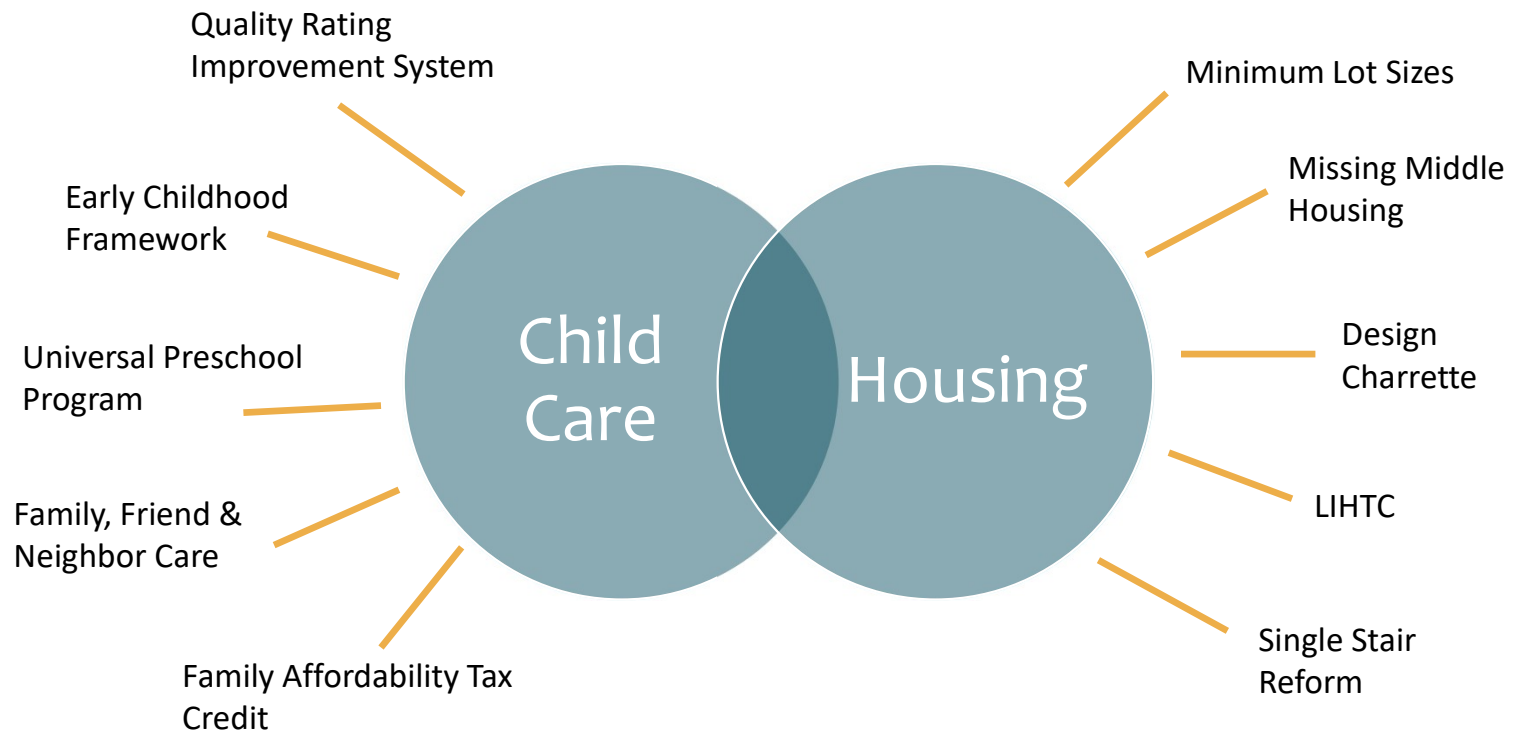 Quality Rating
Improvement System
Early Childhood
Framework
Universal Preschool
Program
Family, Friend &
Neighbor Care
Family Affordability Tax
Credit
Child
Care
Housing
Minimum Lot Sizes
Missing Middle
Housing
Design
Charrette
LIHTC
Single Stair
Reform